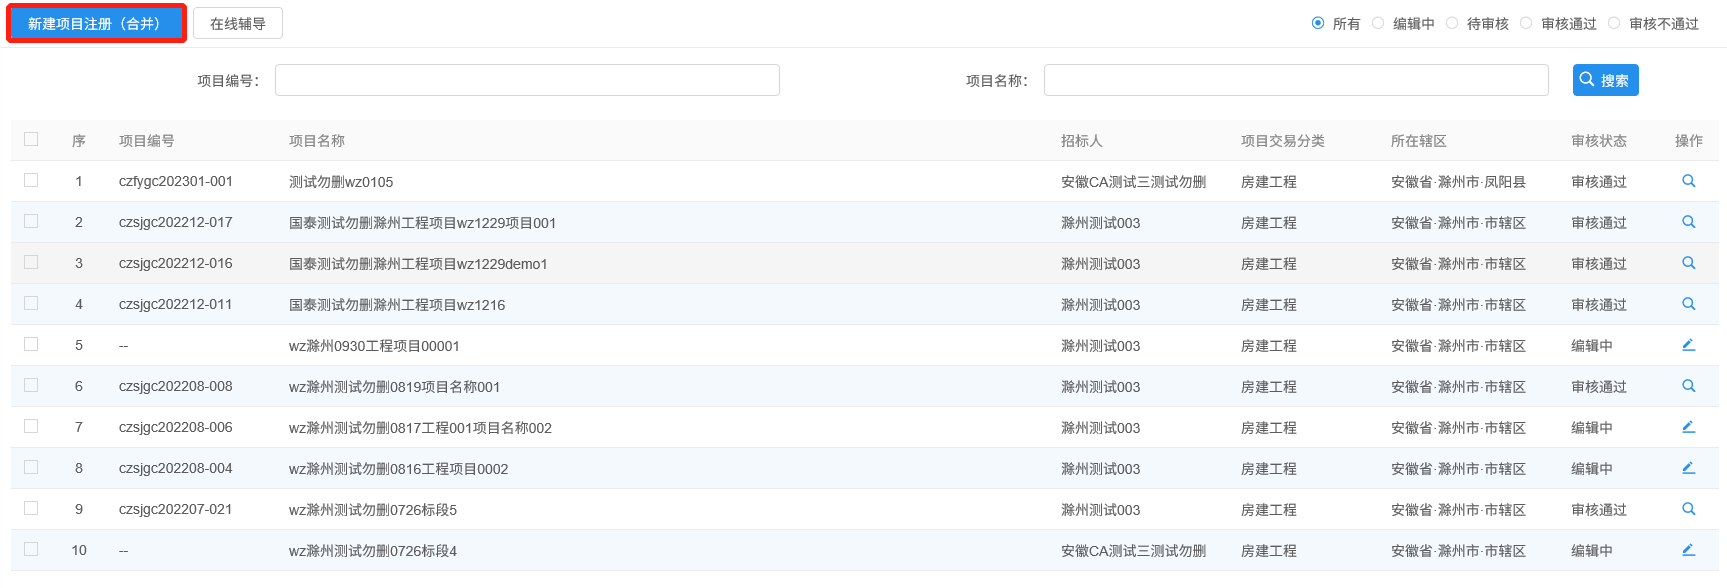 新建项目注册（合并） 在线辅导 所有 编辑中 待审核 审核通过 审核不通过
项目编号： 项目名称： 搜索
序 项目编号 项目名称 招标人 项目交易分类 所在辖区 审核状态 操作
1 czfygc202301-001 测试勿删wz0105 安徽CA测试三测试勿删 房建工程 安徽省·滁州市·凤阳县 审核通过
2 czsjgc202212-017 国泰测试勿删滁州工程项目wz1229项目001 滁州测试003 房建工程 安徽省·滁州市·市辖区 审核通过
3 czsjgc202212-016 国泰测试勿删滁州工程项目wz1229demo1 滁州测试003 房建工程 安徽省·滁州市·市辖区 审核通过
4 czsjgc202212-011 国泰测试勿删滁州工程项目wz1216 滁州测试003 房建工程 安徽省·滁州市·市辖区 审核通过
5 -- wz滁州0930工程项目00001 滁州测试003 房建工程 安徽省·滁州市·市辖区 编辑中
6 czsjgc202208-008 wz滁州测试勿删0819项目名称001 滁州测试003 房建工程 安徽省·滁州市·市辖区 审核通过
7 czsjgc202208-006 wz滁州测试勿删0817工程001项目名称002 滁州测试003 房建工程 安徽省·滁州市·市辖区 编辑中
8 czsjgc202208-004 wz滁州测试勿删0816工程项目0002 滁州测试003 房建工程 安徽省·滁州市·市辖区 编辑中
9 czsjgc202207-021 wz滁州测试勿删0726标段5 滁州测试003 房建工程 安徽省·滁州市·市辖区 审核通过
10 -- wz滁州测试勿删0726标段4 安徽CA测试三测试勿删 房建工程 安徽省·滁州市·市辖区 编辑中